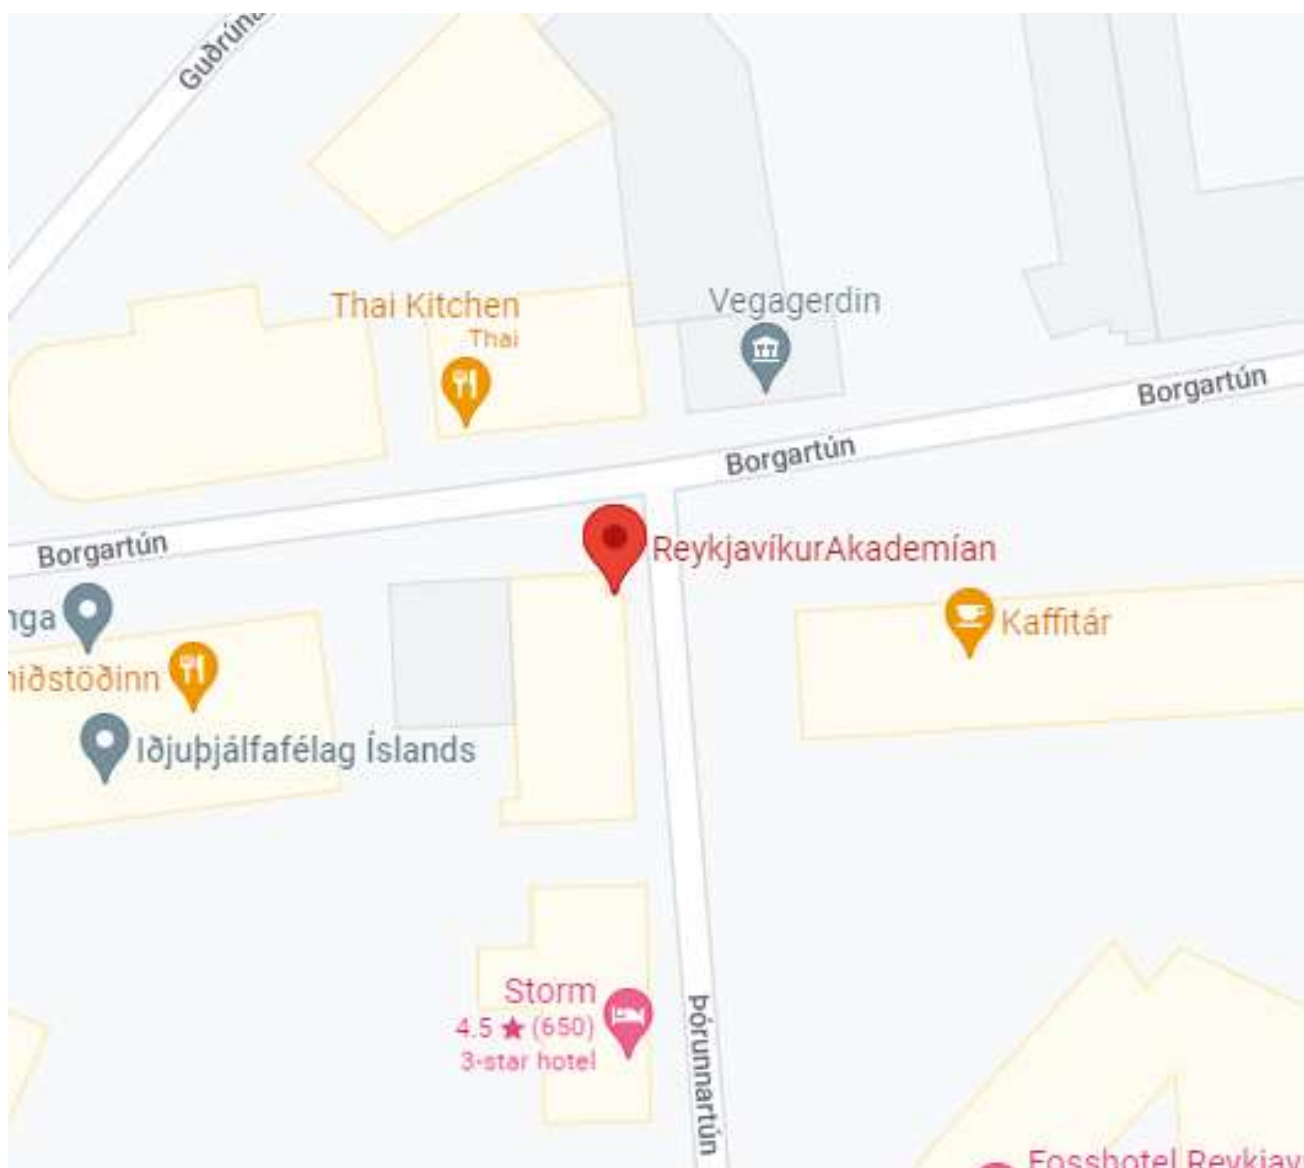 Guðrúna
Thai Kitchen
Thai
Vegagerdin
Borgartún
Borgartún
Borgartún
ReykjavíkurAkademían
nga
Kaffitár
niðstöðinn
Iðjuþjálfafélag Íslands
Storm
4.5 ★ (650)
3-star hotel
Þórunnartún
Fosshotel Reykjav